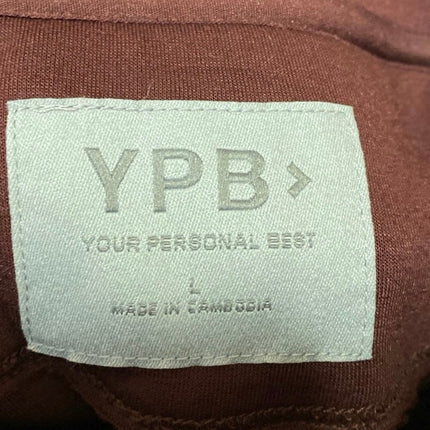 YPB>
YOUR PERSONAL BEST
L
MADE IN CAMBODIA